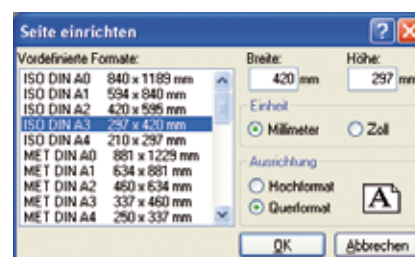 Seite einrichten
Vordefinierte Formate:
ISO DIN A0 840 x 1189 mm
ISO DIN A1 594 x 840 mm
ISO DIN A2 420 x 595 mm
ISO DIN A3 297 x 420 mm
ISO DIN A4 210 x 297 mm
MET DIN A0 881 x 1229 mm
MET DIN A1 634 x 881 mm
MET DIN A2 460 x 634 mm
MET DIN A3 337 x 460 mm
MET DIN A4 250 x 337 mm
Breite:
420 mm
Höhe:
297 mm
Einheit
Millimeter
Zoll
Ausrichtung
Hochformat
Querformat
A
OK
Abbrechen